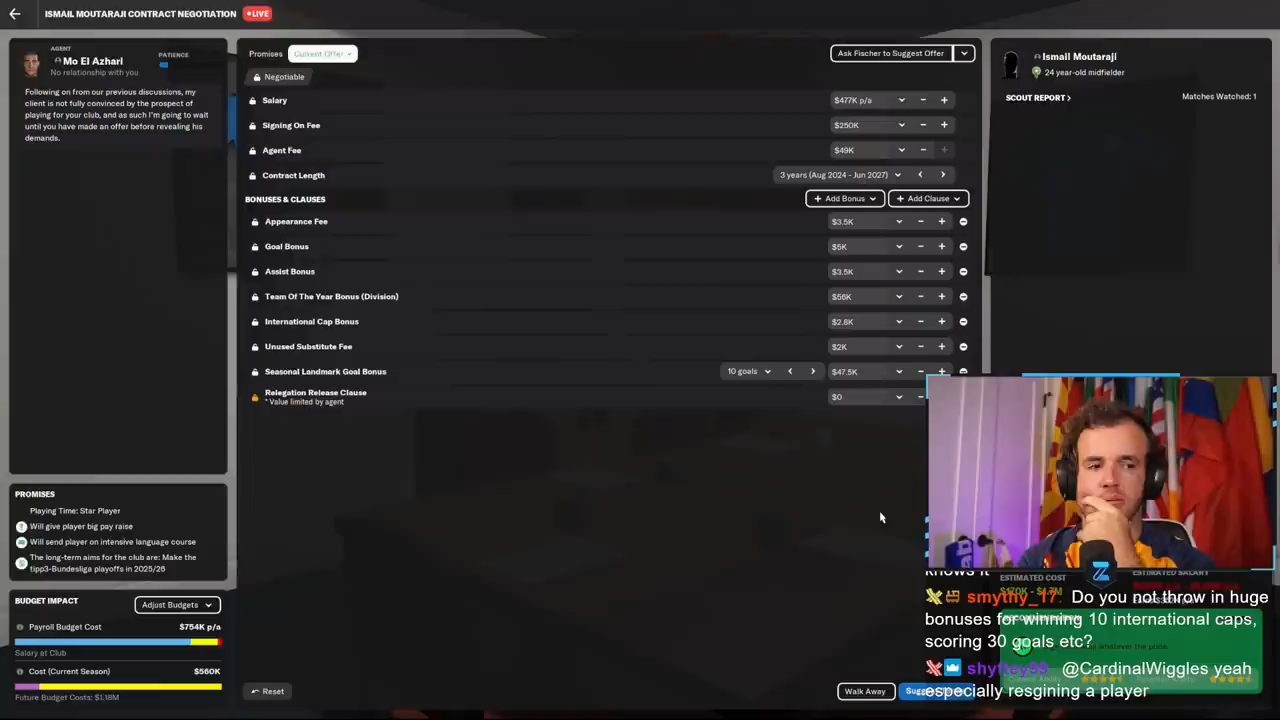 ISMAIL MOUTARAJI CONTRACT NEGOTIATION
LIVE
AGENT
Mo El Azhari
No relationship with you
PATIENCE
Following on from our previous discussions, my
client is not fully convinced by the prospect of
playing for your club, and as such I'm going to wait
until you have made an offer before revealing his
demands.
Promises
Current Offer
Ask Fischer to Suggest Offer
Negotiable
Salary
$477K p/a
Signing On Fee
$250K
Agent Fee
$49K
Contract Length
3 years (Aug 2024 - Jun 2027)
BONUSES & CLAUSES
+ Add Bonus
+ Add Clause
Appearance Fee
$3.5K
Goal Bonus
$5K
Assist Bonus
$3.5K
Team Of The Year Bonus (Division)
$56K
International Cap Bonus
$2.8K
Unused Substitute Fee
$2K
Seasonal Landmark Goal Bonus
10 goals
$47.5K
Relegation Release Clause
* Value limited by agent
$0
Ismail Moutaraji
24 year-old midfielder
SCOUT REPORT >
Matches Watched: 1
PROMISES
Playing Time: Star Player
Will give player big pay raise
Will send player on intensive language course
The long-term aims for the club are: Make the
tipp3-Bundesliga playoffs in 2025/26
BUDGET IMPACT
Adjust Budgets
Payroll Budget Cost
$754K p/a
Salary at Club
Cost (Current Season)
$560K
Future Budget Costs: $1.18M
Reset
Walk Away
knows it
ESTIMATED COST
smythy_17: Do you not throw in huge
bonuses for winning 10 international caps,
scoring 30 goals etc?
shyftey99 @CardinalWiggles yeah
especially resgining a player